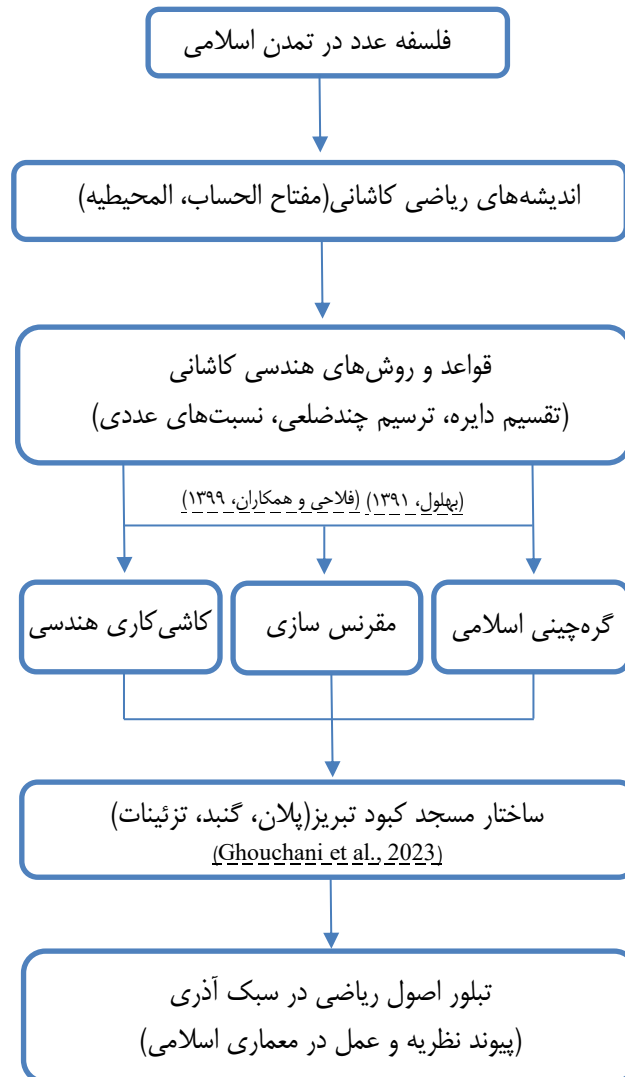 فلسفه عدد در تمدن اسلامی
اندیشه‌های ریاضی کاشانی(مفتاح الحساب، المحیطیه)
قواعد و روش‌های هندسی کاشانی
(تقسیم دایره، ترسیم چندضلعی، نسبت‌های عددی)
(بهلول، ۱۳۹۱) (فلاحی و همکاران، ۱۳۹۹)
گره‌چینی اسلامی
مقرنس سازی
کاشی‌کاری هندسی
ساختار مسجد کبود تبریز(پلان، گنبد، تزئینات)
(Ghouchani et al., 2023)
تبلور اصول ریاضی در سبک آذری
(پیوند نظریه و عمل در معماری اسلامی)